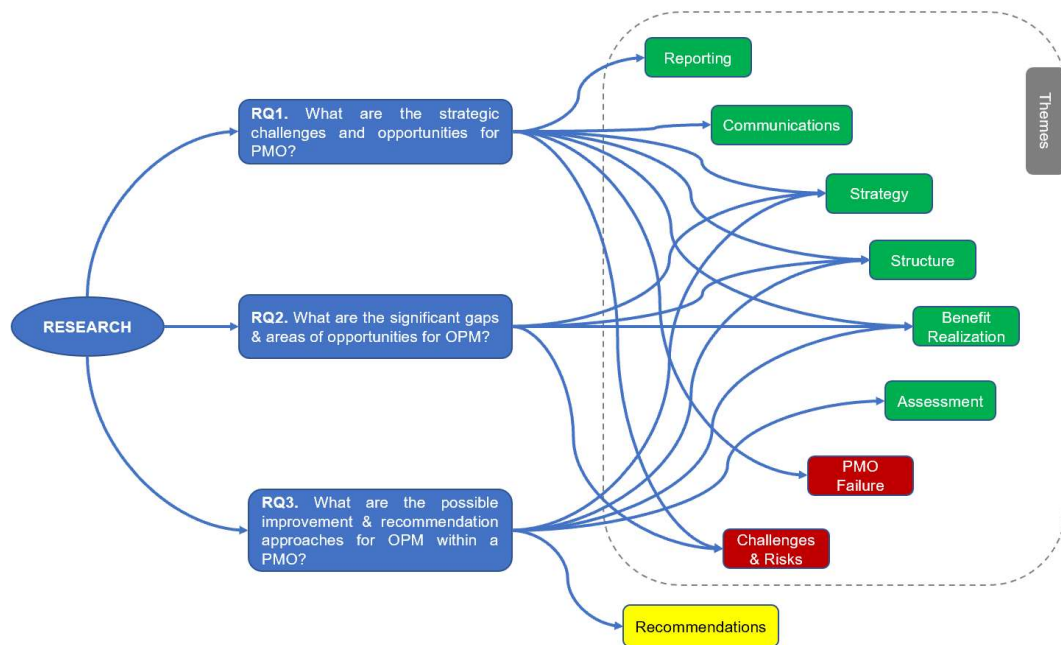 RESEARCH
RQ1. What are the strategic
challenges and opportunities for
PMO?
RQ2. What are the significant gaps
& areas of opportunities for OPM?
RQ3. What are the possible
improvement & recommendation
approaches for OPM within a
PMO?
Reporting
Communications
Strategy
Structure
Benefit
Realization
Assessment
PMO
Failure
Challenges
& Risks
Recommendations
Themes